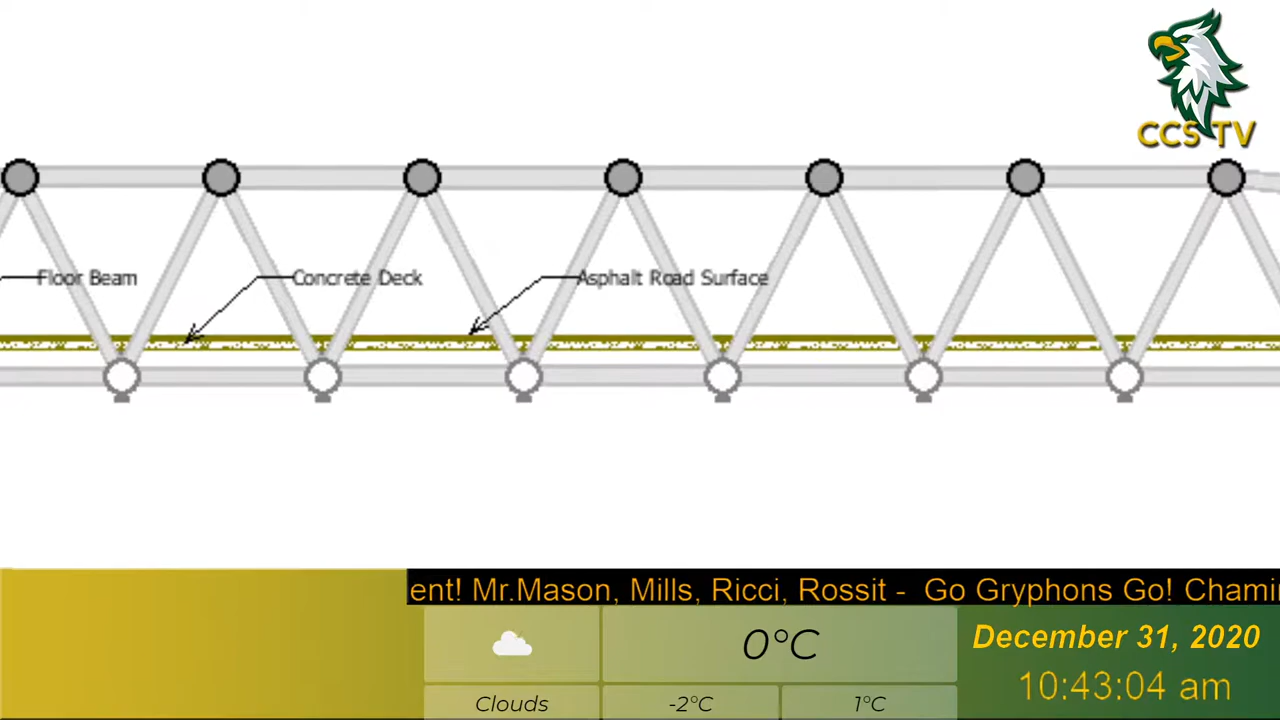 CCS TV
Floor Beam
Concrete Deck
Asphalt Road Surface
ent! Mr.Mason, Mills, Ricci, Rossit - Go Gryphons Go! Chami
0°C
December 31, 2020
10:43:04 am
Clouds
-2°C
1°C